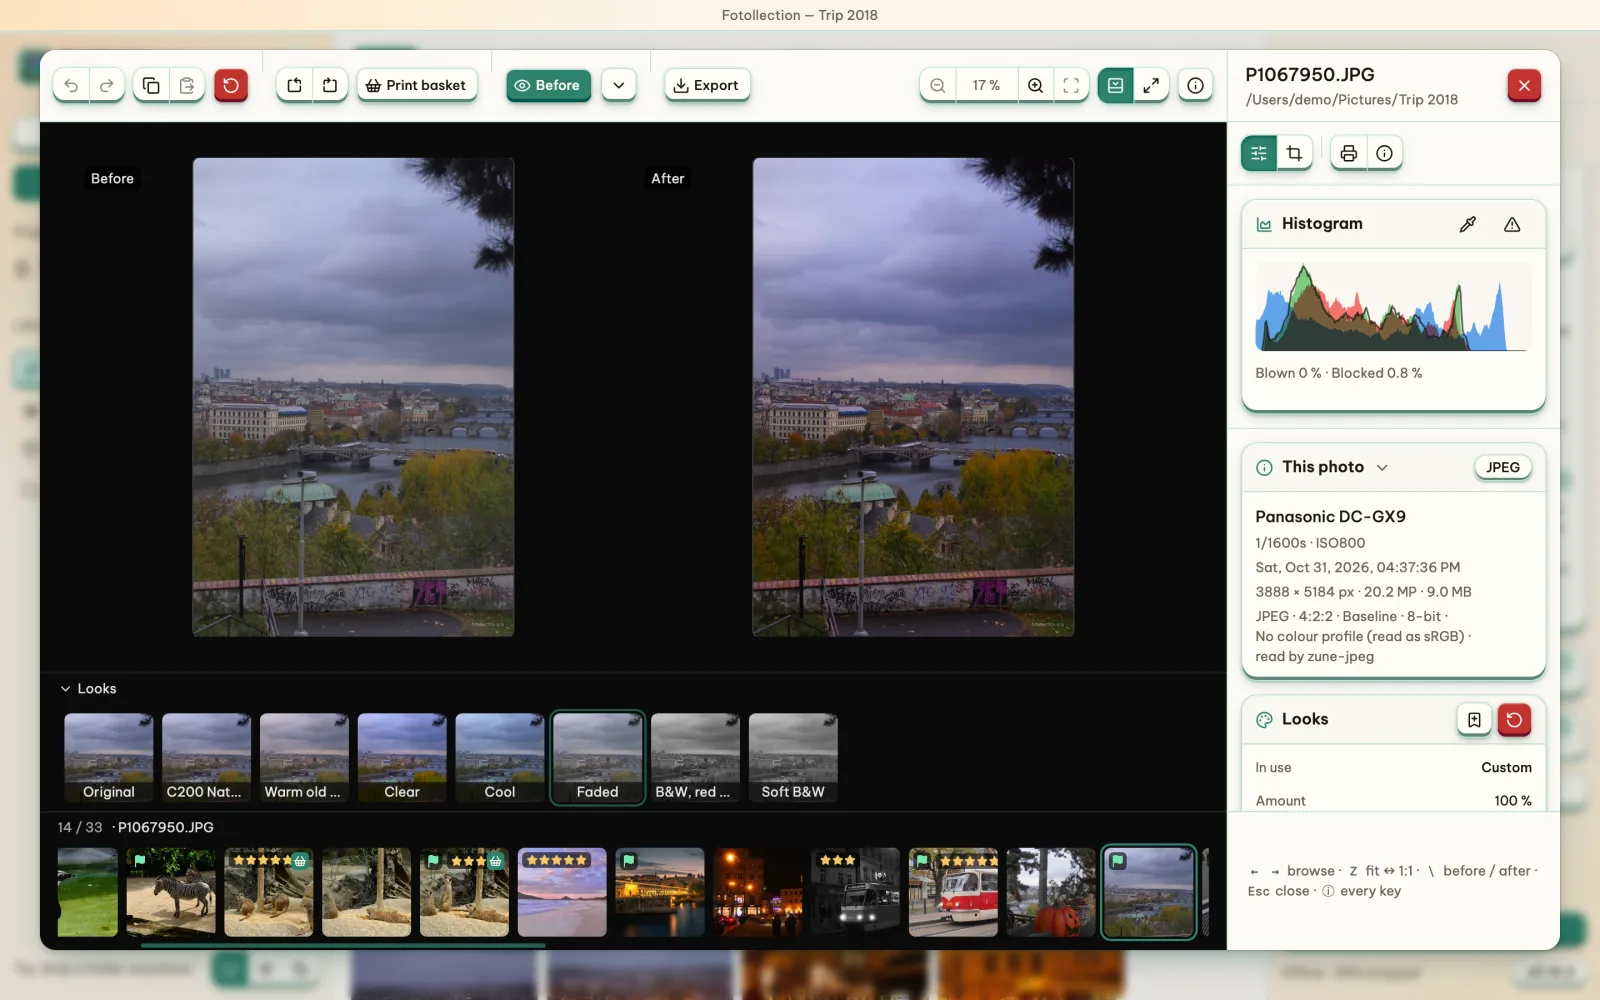 Fotollection — Trip 2018
Print basket
Before
Export
17 %
P1067950.JPG
/Users/demo/Pictures/Trip 2018
Before
After
Histogram
Blown 0 % · Blocked 0.8 %
This photo
JPEG
Panasonic DC-GX9
1/1600s · ISO800
Sat, Oct 31, 2026, 04:37:36 PM
3888 × 5184 px · 20.2 MP · 9.0 MB
JPEG · 4:2:2 · Baseline · 8-bit ·
No colour profile (read as sRGB) ·
read by zune-jpeg
Looks
Original
C200 Nat...
Warm old ...
Clear
Cool
Faded
B&W, red ...
Soft B&W
Looks
In use
Custom
Amount
100 %
14 / 33 · P1067950.JPG
← → browse · Z fit ↔ 1:1 · \ before / after ·
Esc close · ⓘ every key